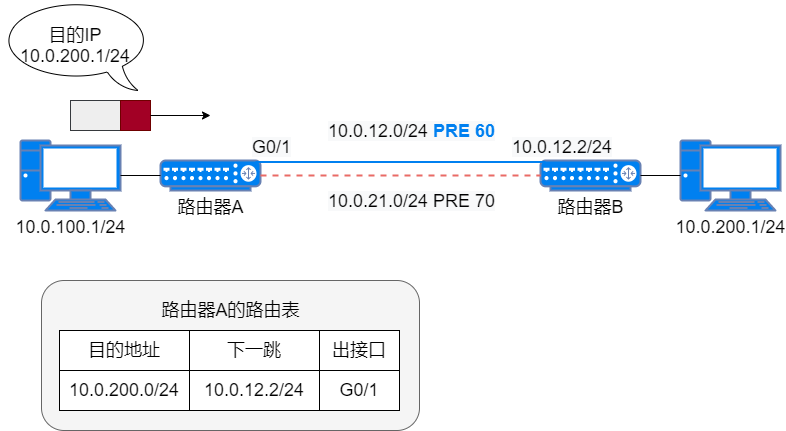 目的IP
10.0.200.1/24
G0/1
10.0.12.0/24 PRE 60
10.0.12.2/24
10.0.21.0/24 PRE 70
路由器A
路由器B
10.0.100.1/24
10.0.200.1/24
路由器A的路由表
目的地址 下一跳 出接口
10.0.200.0/24 10.0.12.2/24 G0/1